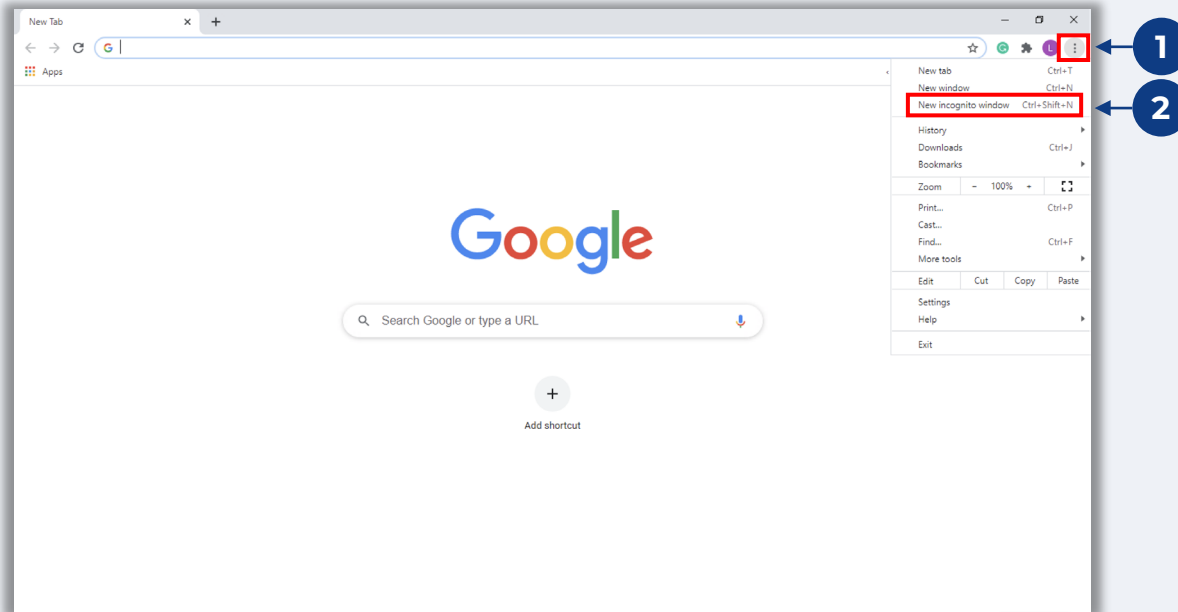 New Tab
1
Apps
New tab Ctrl+T
New window Ctrl+N
New incognito window Ctrl+Shift+N
2
History
Downloads Ctrl+J
Bookmarks
Zoom - 100% +
Print... Ctrl+P
Cast...
Find... Ctrl+F
More tools
Edit Cut Copy Paste
Settings
Help
Exit
Google
Search Google or type a URL
Add shortcut